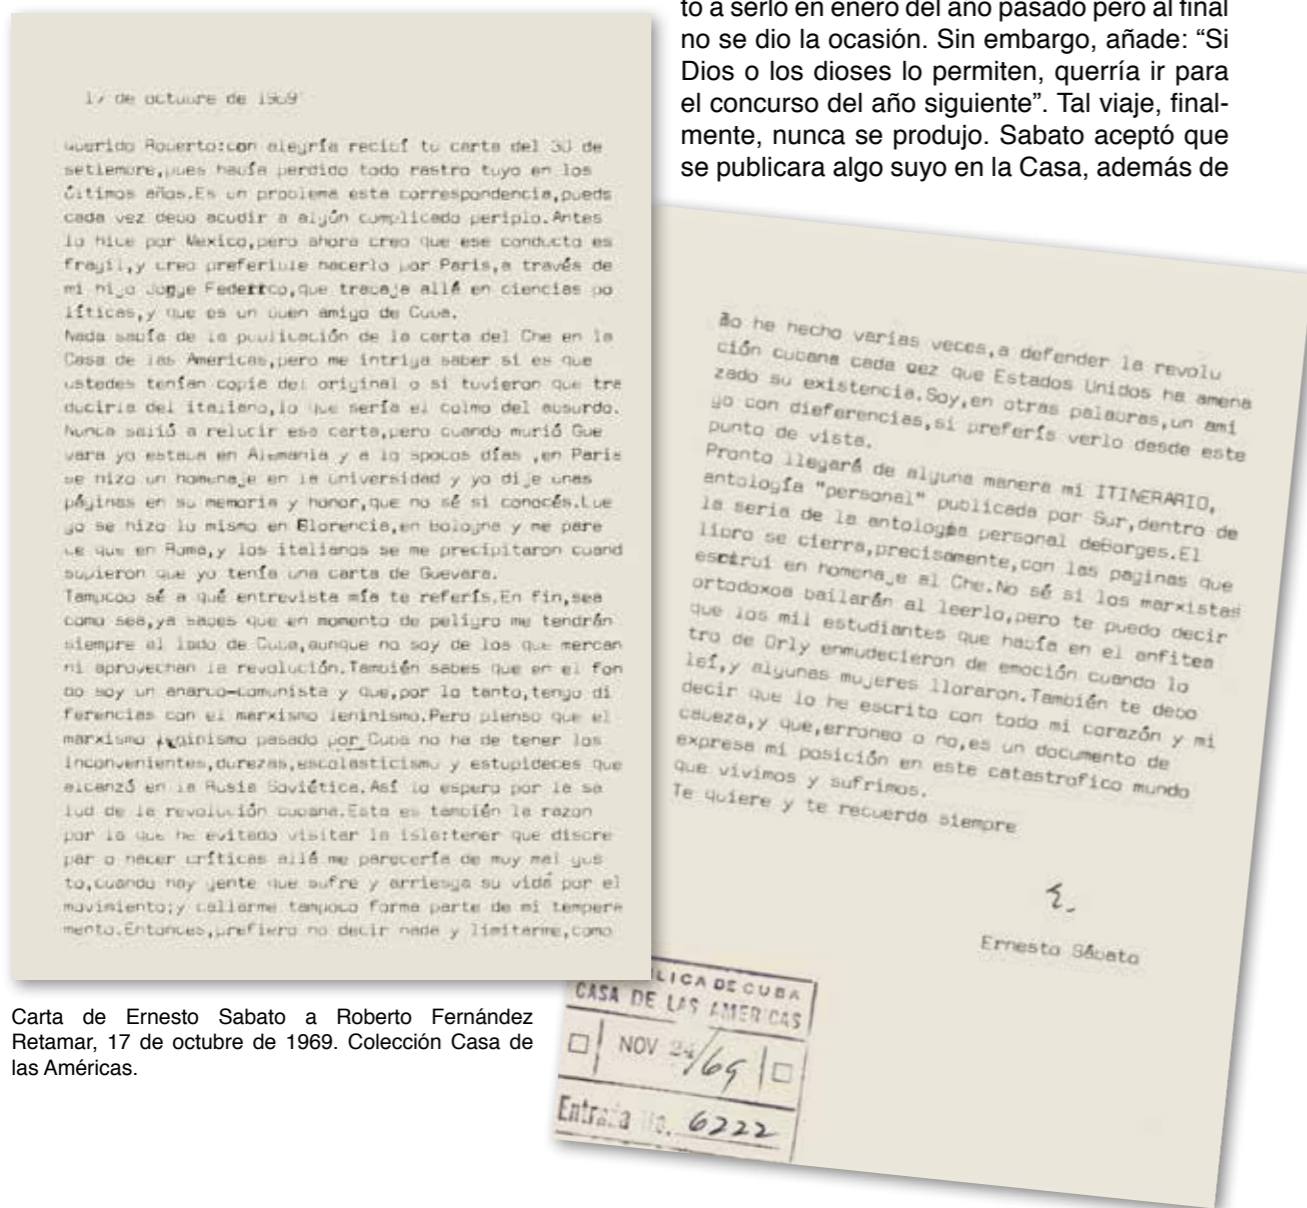 to a serlo en enero del año pasado pero al final
no se dio la ocasión. Sin embargo, añade: “Si
Dios o los dioses lo permiten, querría ir para
el concurso del año siguiente”. Tal viaje, final-
mente, nunca se produjo. Sabato aceptó que
se publicara algo suyo en la Casa, además de
17 de octubre de 1969
Querido Roberto:con alegría recibí tu carta del 30 de
setiembre,pues había perdido todo rastro tuyo en los
últimos años.Es un problema esta correspondencia,pueds
cada vez debo acudir a algún complicado periplo.Antes
lo hice por Mexico,pero ahora creo que ese conducto es
fragil,y creo preferible hacerlo por Paris,a través de
mi hijo Jorge Federico,que trabaja allá en ciencias po
líticas,y que es un buen amigo de Cuba.
Nada sabía de la publicación de la carta del Che en la
Casa de las Americas,pero me intriga saber si es que
ustedes tenían copia del original o si tuvieron que tra
ducirla del italiano,lo que sería el colmo del absurdo.
Nunca salió a relucir esa carta,pero cuando murió Gue
vara yo estaba en Alemania y a lo spocos días ,en Paris
se hizo un homenaje en la universidad y yo dije unas
páginas en su memoria y honor,que no sé si conocés.Lue
go se hizo lo mismo en Florencia,en bologna y me pare
ce que en Roma,y los italianos se me precipitaron cuand
supieron que yo tenía una carta de Guevara.
Tampcoo sé a qué entrevista mía te referís.En fin,sea
como sea,ya sabes que en momento de peligro me tendrán
siempre al lado de Cuba,aunque no soy de los que mercan
ni aprovechan la revolución.También sabes que en el fon
do soy un anarco-comunista y que,por lo tanto,tengo di
ferencias con el marxismo leninismo.Pero pienso que el
marxismo leninismo pasado por Cuba no ha de tener los
inconvenientes,durezas,escolasticismo y estupideces que
alcanzó en la Rusia Soviética.Así lo espero por la sa
lud de la revolución cubana.Esta es también la razon
por la que he evitado visitar la isla:tener que discre
par o hacer críticas allá me parecería de muy mal gus
to,cuando hay gente que sufre y arriesga su vida por el
movimiento;y callarme tampoco forma parte de mi tempera
mento.Entonces,prefiero no decir nada y limitarme,como
lo he hecho varias veces,a defender la revolu
ción cubana cada vez que Estados Unidos ha amena
zado su existencia.Soy,en otras palabras,un ami
go con dieferencias,si preferís verlo desde este
punto de vista.
Pronto llegará de alguna manera mi ITINERARIO,
antología "personal" publicada por Sur,dentro de
la seria de la antología personal deBorges.El
libro se cierra,precisamente,con las paginas que
escribí en homenaje al Che.No sé si los marxistas
ortodoxos bailarán al leerlo,pero te puedo decir
que los mil estudiantes que había en el anfitea
tro de Orly enmudecieron de emoción cuando lo
leí,y algunas mujeres lloraron.También te debo
decir que lo he escrito con todo mi corazón y mi
cabeza,y que,erroneo o no,es un documento de
expresa mi posición en este catastrofico mundo
que vivimos y sufrimos.
Te quiere y te recuerda siempre
Ernesto Sábato
LICA DE CUBA
CASA DE LAS AMERICAS
NOV 24/69
Entrada No. 6222
Carta de Ernesto Sabato a Roberto Fernández
Retamar, 17 de octubre de 1969. Colección Casa de
las Américas.